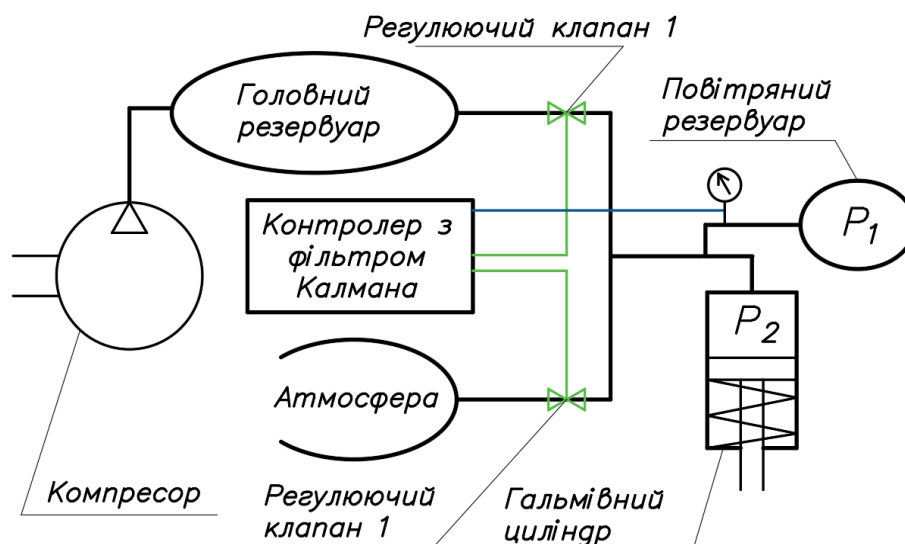 Регулюючий клапан 1
Головний
резервуар
Повітряний
резервуар
Контролер з
фільтром
Калмана
P1
P2
Атмосфера
Компресор
Регулюючий
клапан 1
Гальмівний
циліндр